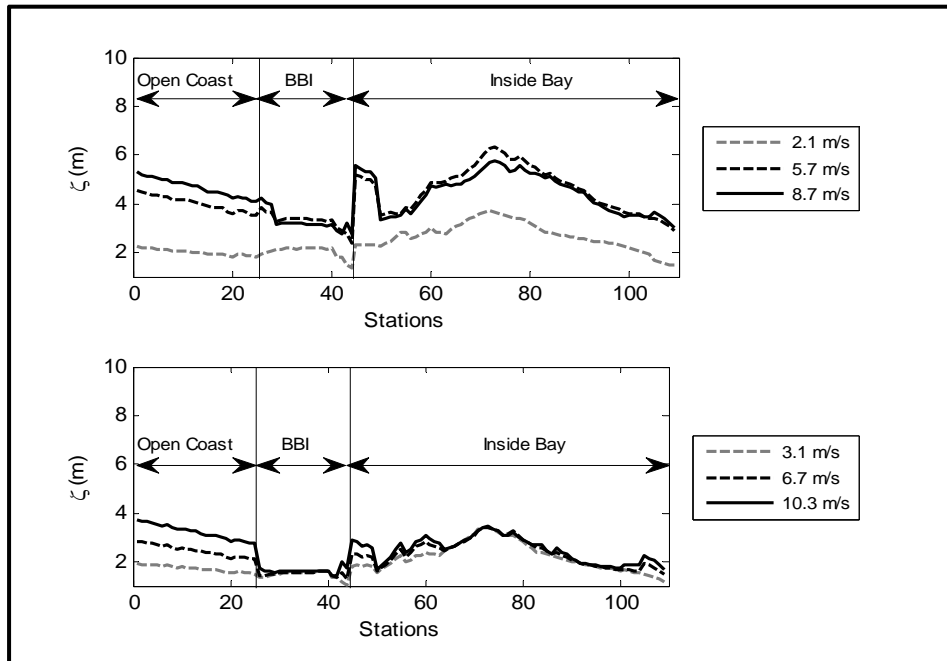 10
Open Coast BBI Inside Bay
8
6
4
2
ζ (m)
0 20 40 60 80 100
Stations
2.1 m/s
5.7 m/s
8.7 m/s
10
8
Open Coast BBI Inside Bay
6
4
2
ζ (m)
0 20 40 60 80 100
Stations
3.1 m/s
6.7 m/s
10.3 m/s